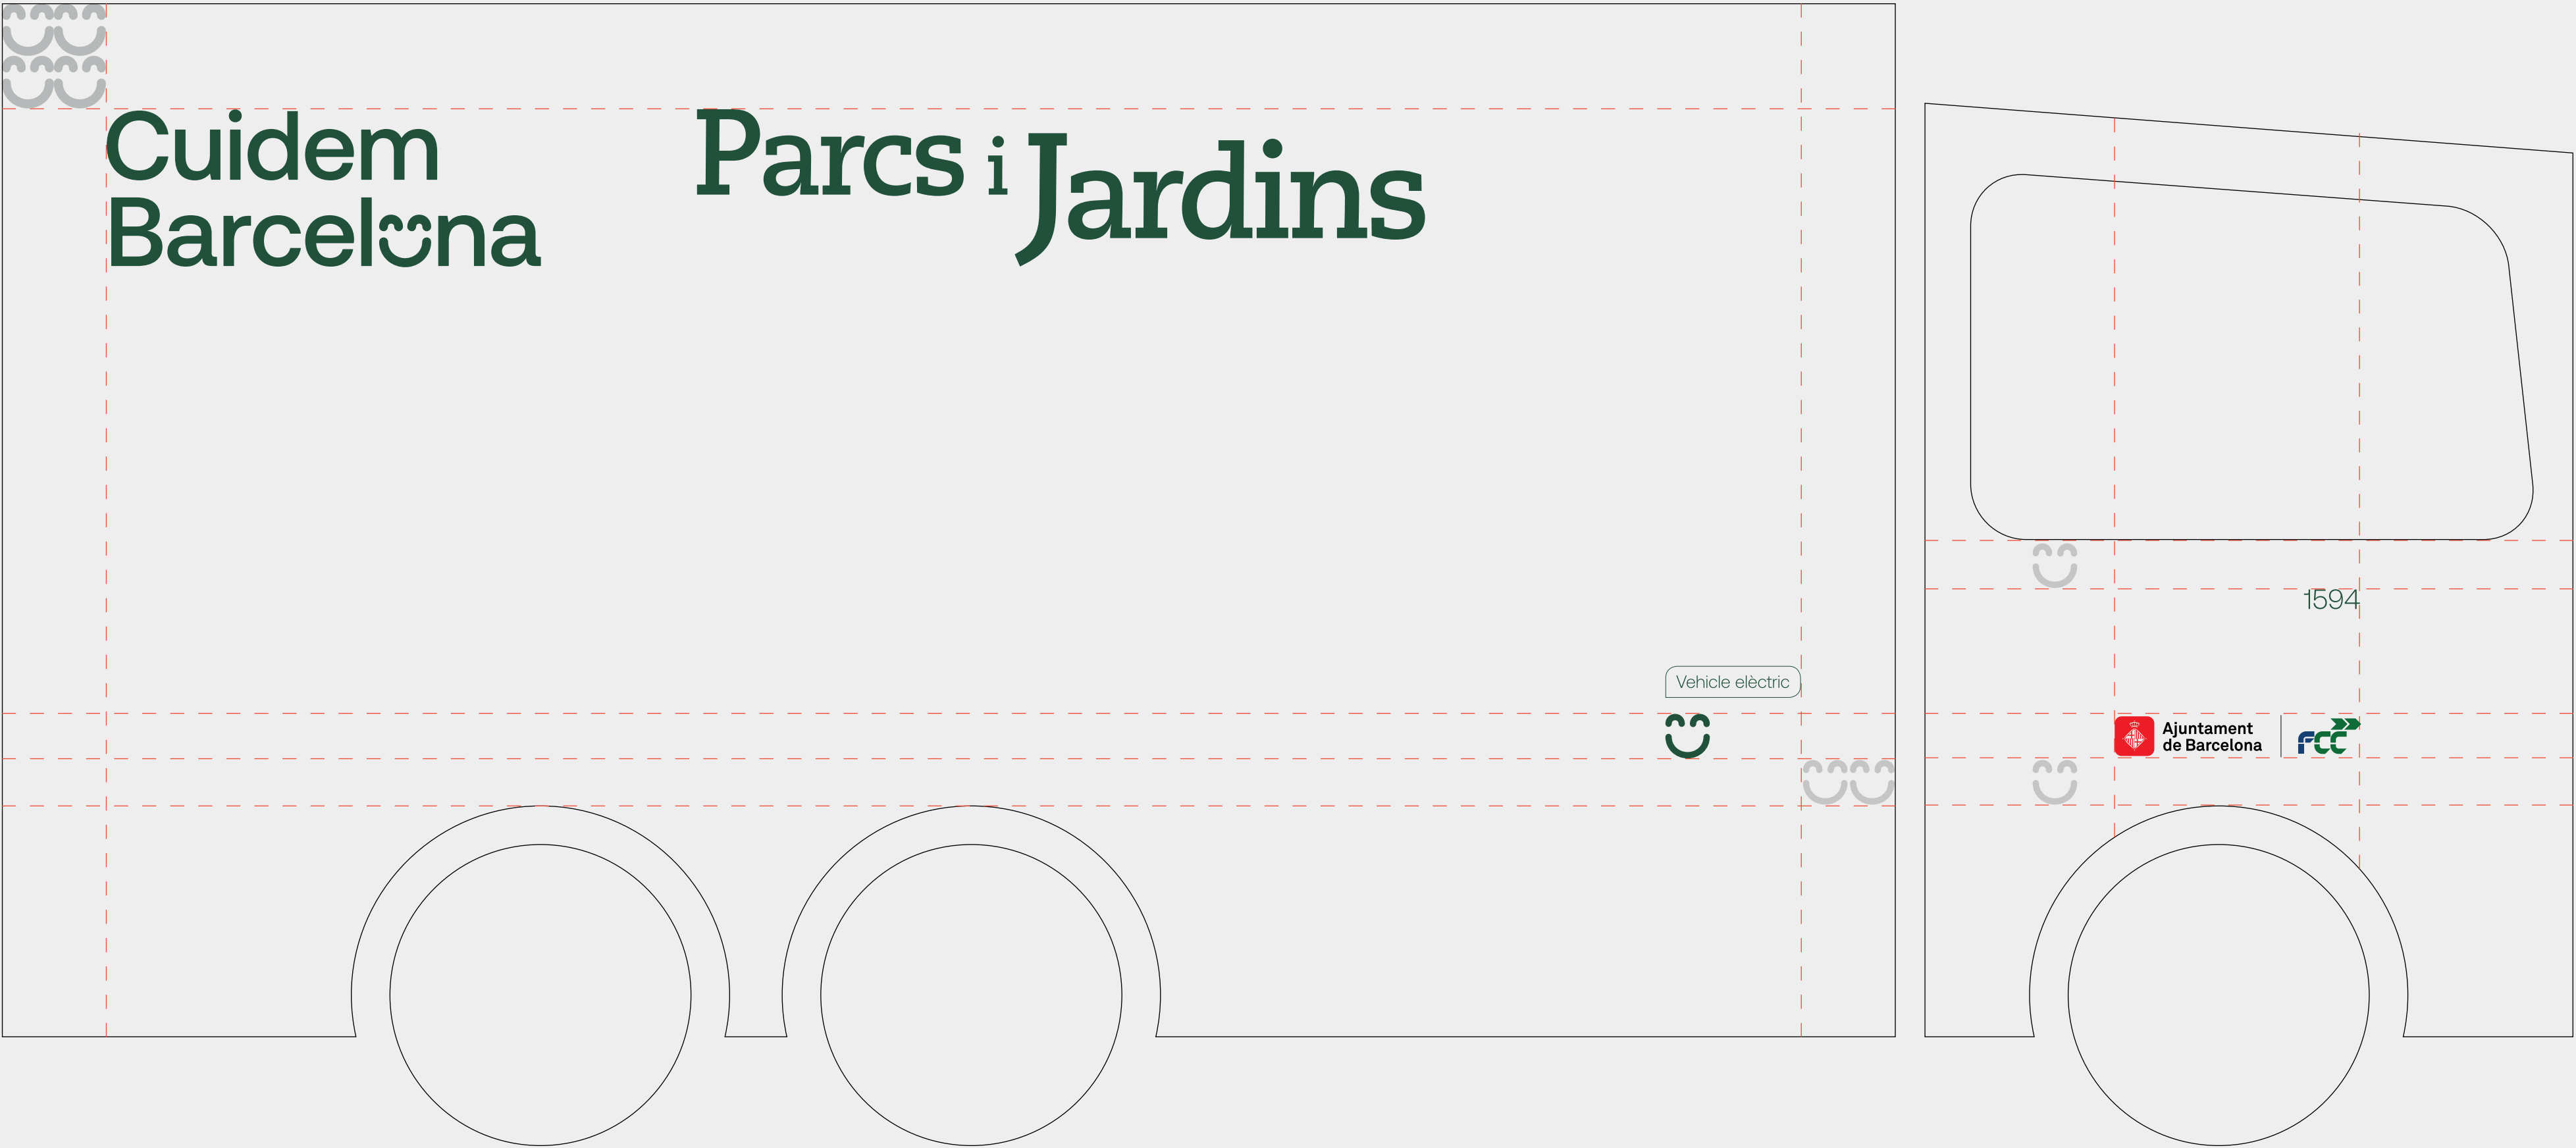 Cuidem
Barcelona
Parcs i Jardins
1594
Vehicle elèctric
Ajuntament
de Barcelona
FCC